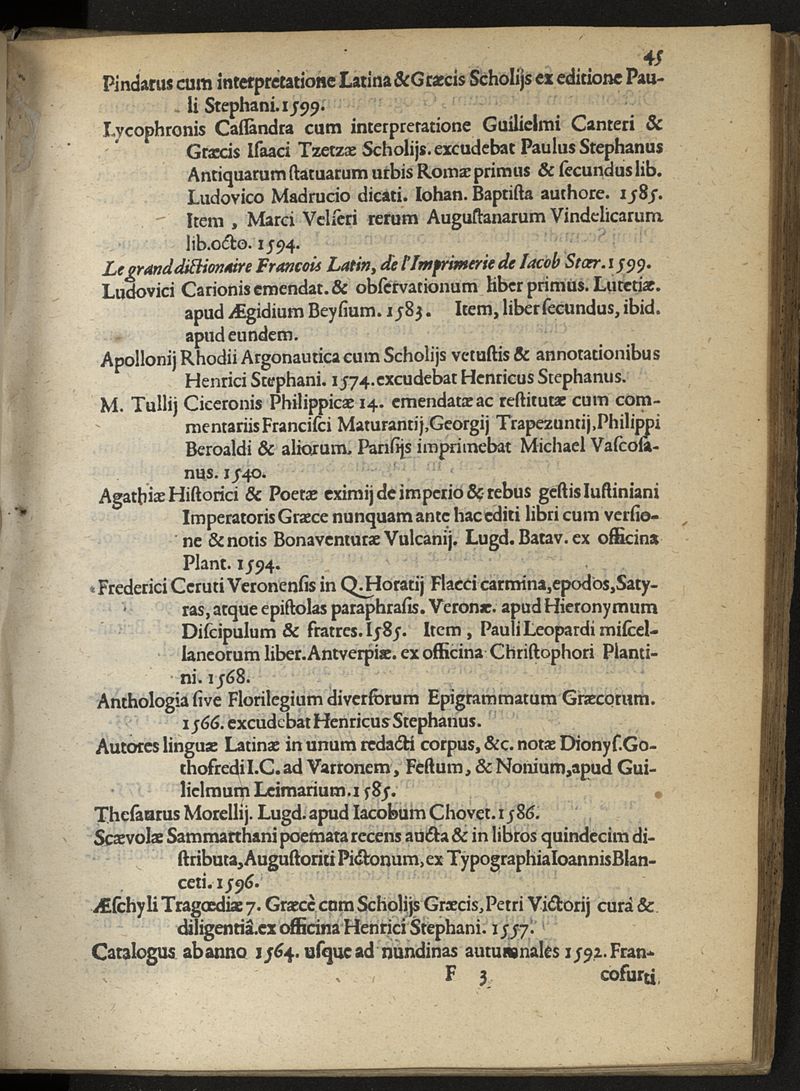 45
Pindarus cum interpretatione Latina & Græcis Scholijs ex editione Pau-
li Stephani. 1599.
Lycophronis Caſſandra cum interpretatione Guilielmi Canteri &
Græcis Iſaaci Tzetzæ Scholijs. excudebat Paulus Stephanus
Antiquarum ſtatuarum urbis Romæ primus & ſecundus lib.
Ludovico Madrucio dicati. Iohan. Baptiſta authore. 1585.
Item, Marci Velſeri rerum Auguſtanarum Vindelicarum
lib. octo. 1594.
Le grand dictionaire Francois Latin, de l'Imprimerie de Iacob Stœr. 1599.
Ludovici Carionis emendat. & obſervationum liber primus. Lutetiæ.
apud Ægidium Beyſium. 1583. Item, liber ſecundus, ibid.
apud eundem.
Apollonij Rhodii Argonautica cum Scholijs vetuſtis & annotationibus
Henrici Stephani. 1574. excudebat Henricus Stephanus.
M. Tullij Ciceronis Philippicæ 14. emendatæ ac reſtitutæ cum com-
mentariis Franciſci Maturantij, Georgij Trapezuntij, Philippi
Beroaldi & aliorum. Pariſijs imprimebat Michael Vaſcoſa-
nus. 1540.
Agathiæ Hiſtorici & Poetæ eximij de imperio & rebus geſtis Iuſtiniani
Imperatoris Græce nunquam ante hac editi libri cum verſio-
ne & notis Bonaventuræ Vulcanij. Lugd. Batav. ex officina
Plant. 1594.
Frederici Ceruti Veronenſis in Q. Horatij Flacci carmina, epodos, Saty-
ras, atque epiſtolas paraphraſis. Veronæ. apud Hieronymum
Diſcipulum & fratres. 1585. Item, Pauli Leopardi miſcel-
laneorum liber. Antverpiæ. ex officina Chriſtophori Planti-
ni. 1568.
Anthologia ſive Florilegium diverſorum Epigrammatum Græcorum.
1566. excudebat Henricus Stephanus.
Autores linguæ Latinæ in unum redacti corpus, &c. notæ Dionyſ. Go-
thofredi I.C. ad Varronem, Feſtum, & Nonium, apud Gui-
lielmum Leimarium. 1585.
Theſaurus Morellij. Lugd. apud Iacobum Chovet. 1586.
Scævolæ Sammarthani poemata recens aucta & in libros quindecim di-
ſtributa, Auguſtoriti Pictonum, ex Typographia Ioannis Blan-
ceti. 1596.
Æſchyli Tragœdiæ 7. Græcè cum Scholijs Græcis, Petri Victorij curâ &
diligentiâ. ex officina Henrici Stephani. 1557.
Catalogus ab anno 1564. uſque ad nundinas autumnales 1592. Fran-
F 3 cofurti